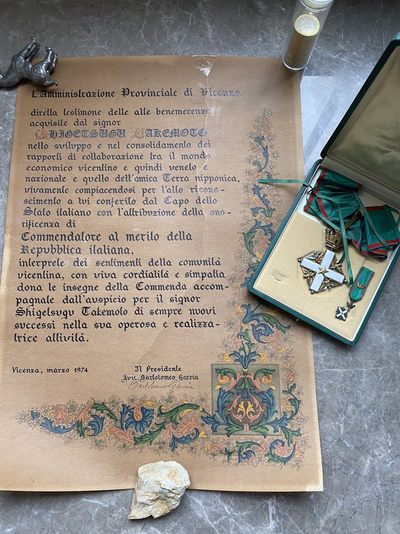 L'Amministrazione Provinciale di Vicenza
diretta testimone delle alte benemerenze
acquisite dal signor
SHIGETSUGU TAKEMOTO
nello sviluppo e nel consolidamento dei
rapporti di collaborazione tra il mondo
economico vicentino e quindi veneto e
nazionale e quello dell'amica Terra nipponica,
vivamente compiacendosi per l'alto ricono-
scimento a lui conferito dal Capo dello
Stato italiano con l'attribuzione della ono-
rificenza di
Commendatore al merito della
Repubblica italiana,
interprete dei sentimenti della comunità
vicentina, con viva cordialità e simpatia
dona le insegne della Commenda accom-
pagnate dall'auspicio per il signor
Shigetsugu Takemoto di sempre nuovi
successi nella sua operosa e realizza-
trice attività.
Vicenza, marzo 1974
Il Presidente
Avv. Bartolomeo Garzia